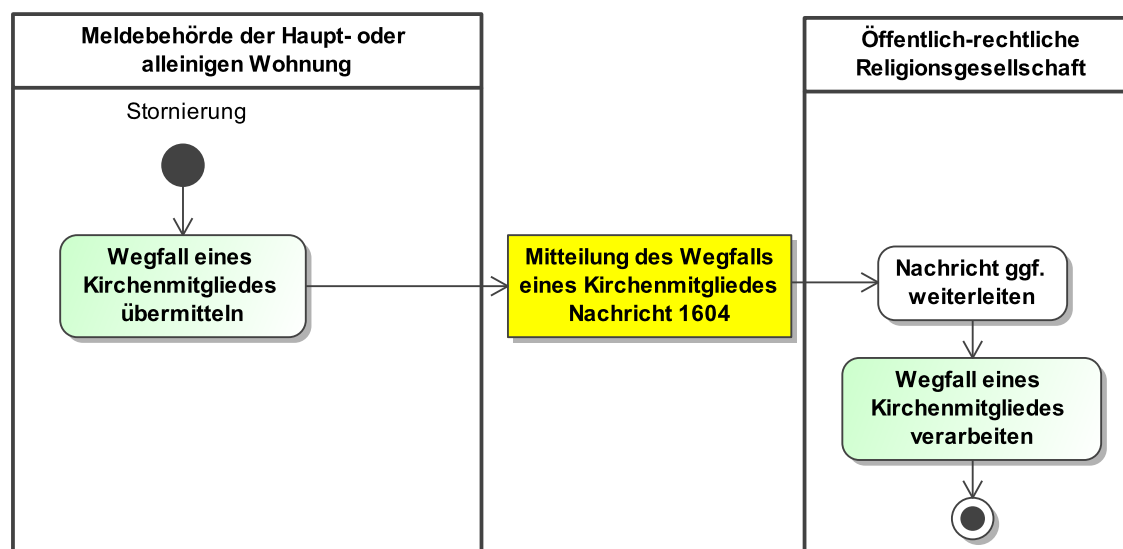 Meldebehörde der Haupt- oder
alleinigen Wohnung
Stornierung
Wegfall eines
Kirchenmitgliedes
übermitteln
Mitteilung des Wegfalls
eines Kirchenmitgliedes
Nachricht 1604
Öffentlich-rechtliche
Religionsgesellschaft
Nachricht ggf.
weiterleiten
Wegfall eines
Kirchenmitgliedes
verarbeiten